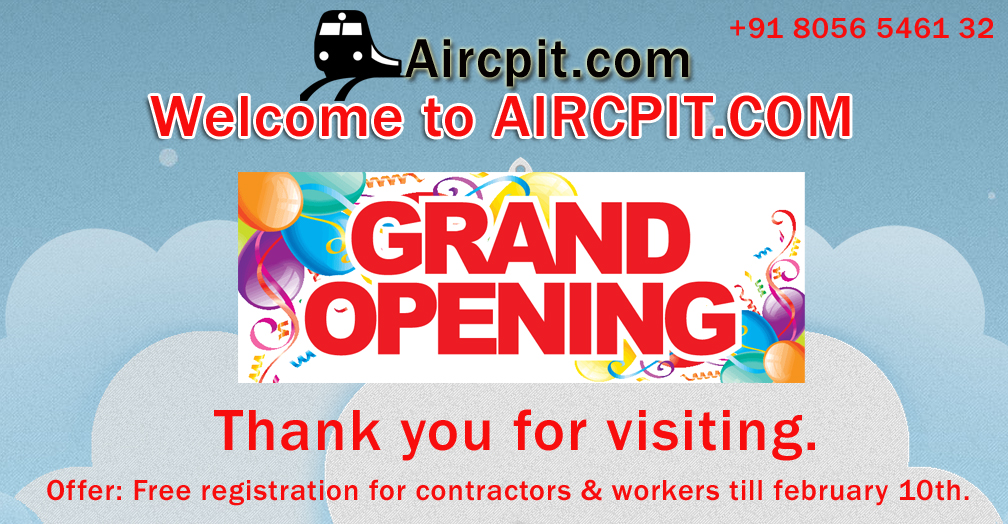 +91 8056 5461 32
Aircpit.com
Welcome to AIRCPIT.COM
GRAND
OPENING
Thank you for visiting.
Offer: Free registration for contractors & workers till february 10th.